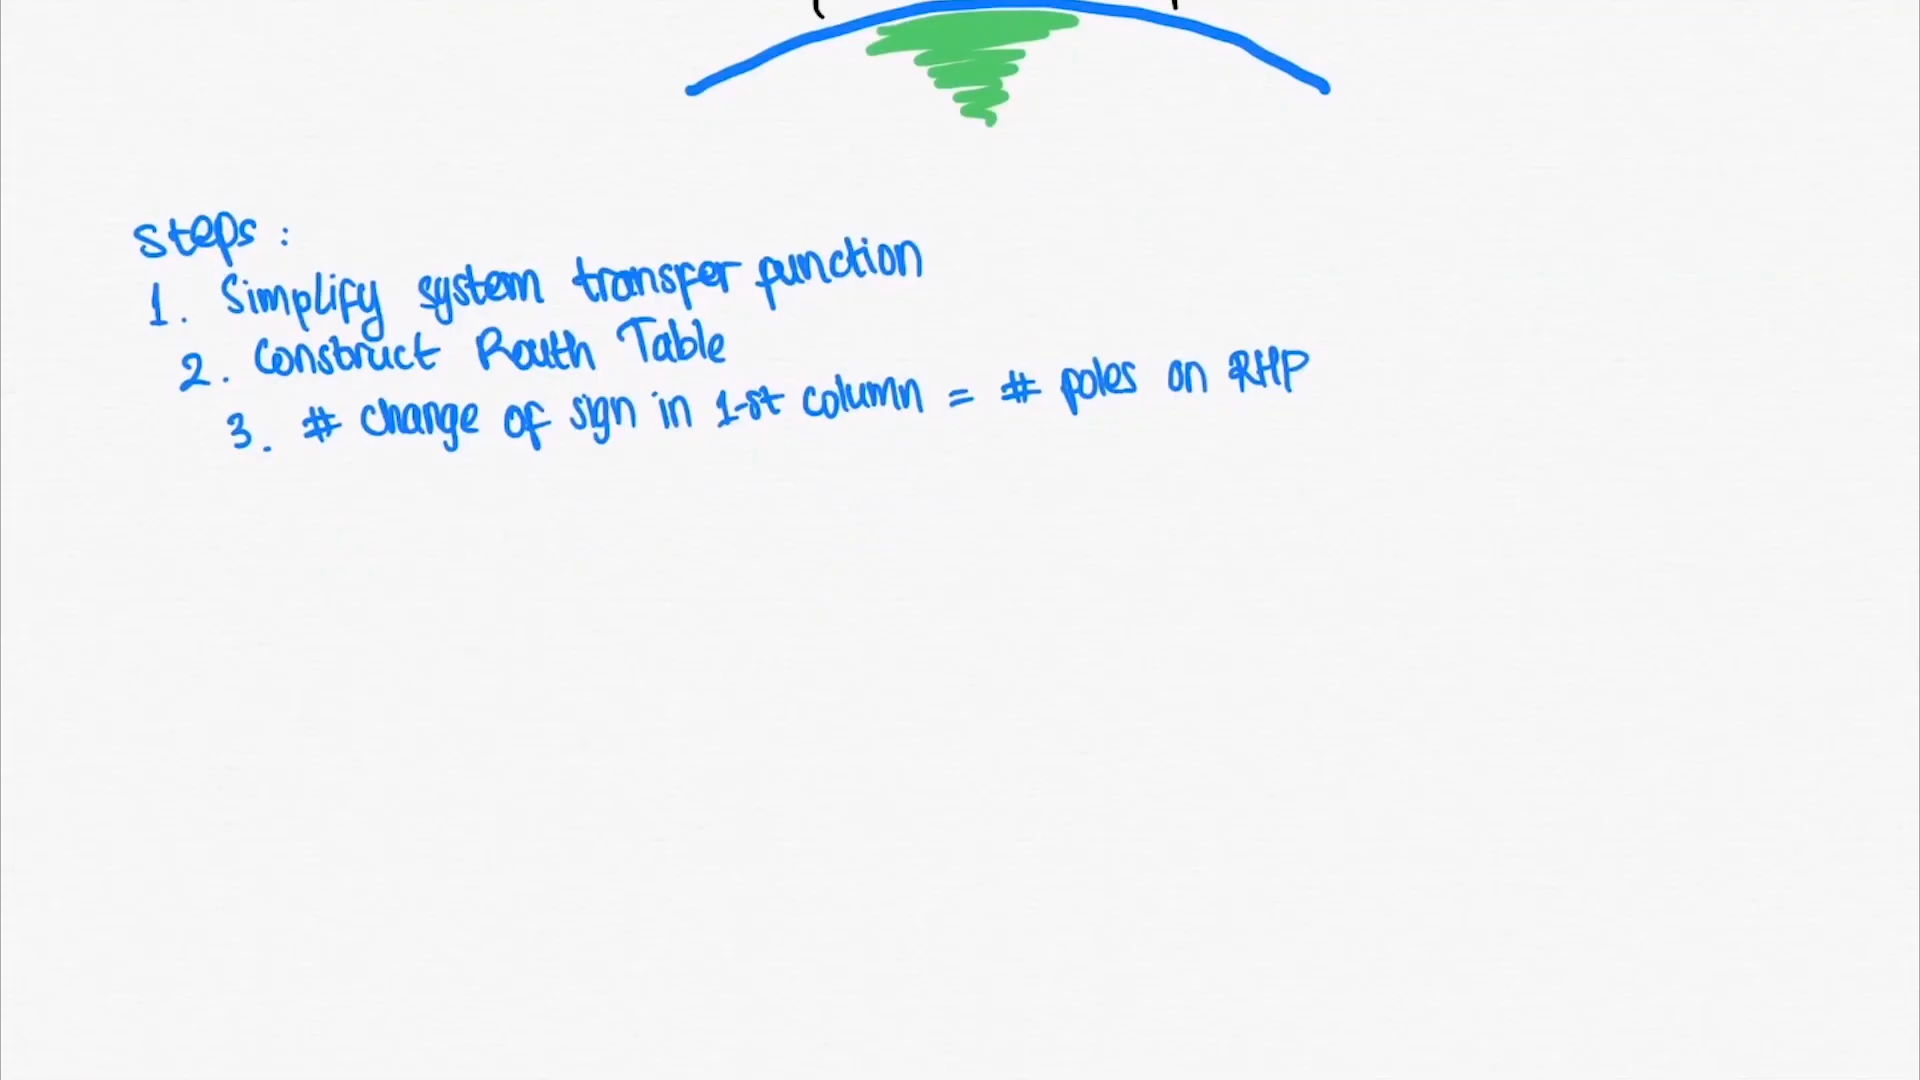 Steps :
1. Simplify system transfer function
2. Construct Routh Table
3. # change of sign in 1-st column = # poles on RHP